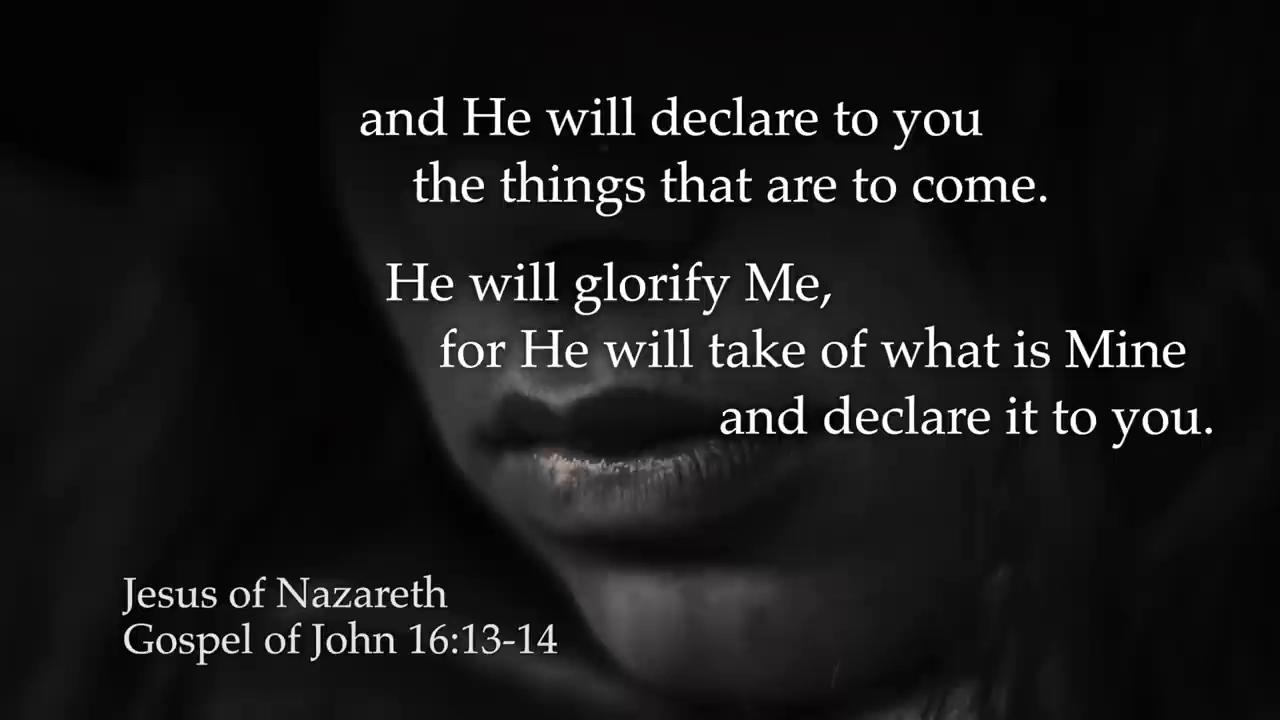 and He will declare to you
the things that are to come.
He will glorify Me,
for He will take of what is Mine
and declare it to you.
Jesus of Nazareth
Gospel of John 16:13-14